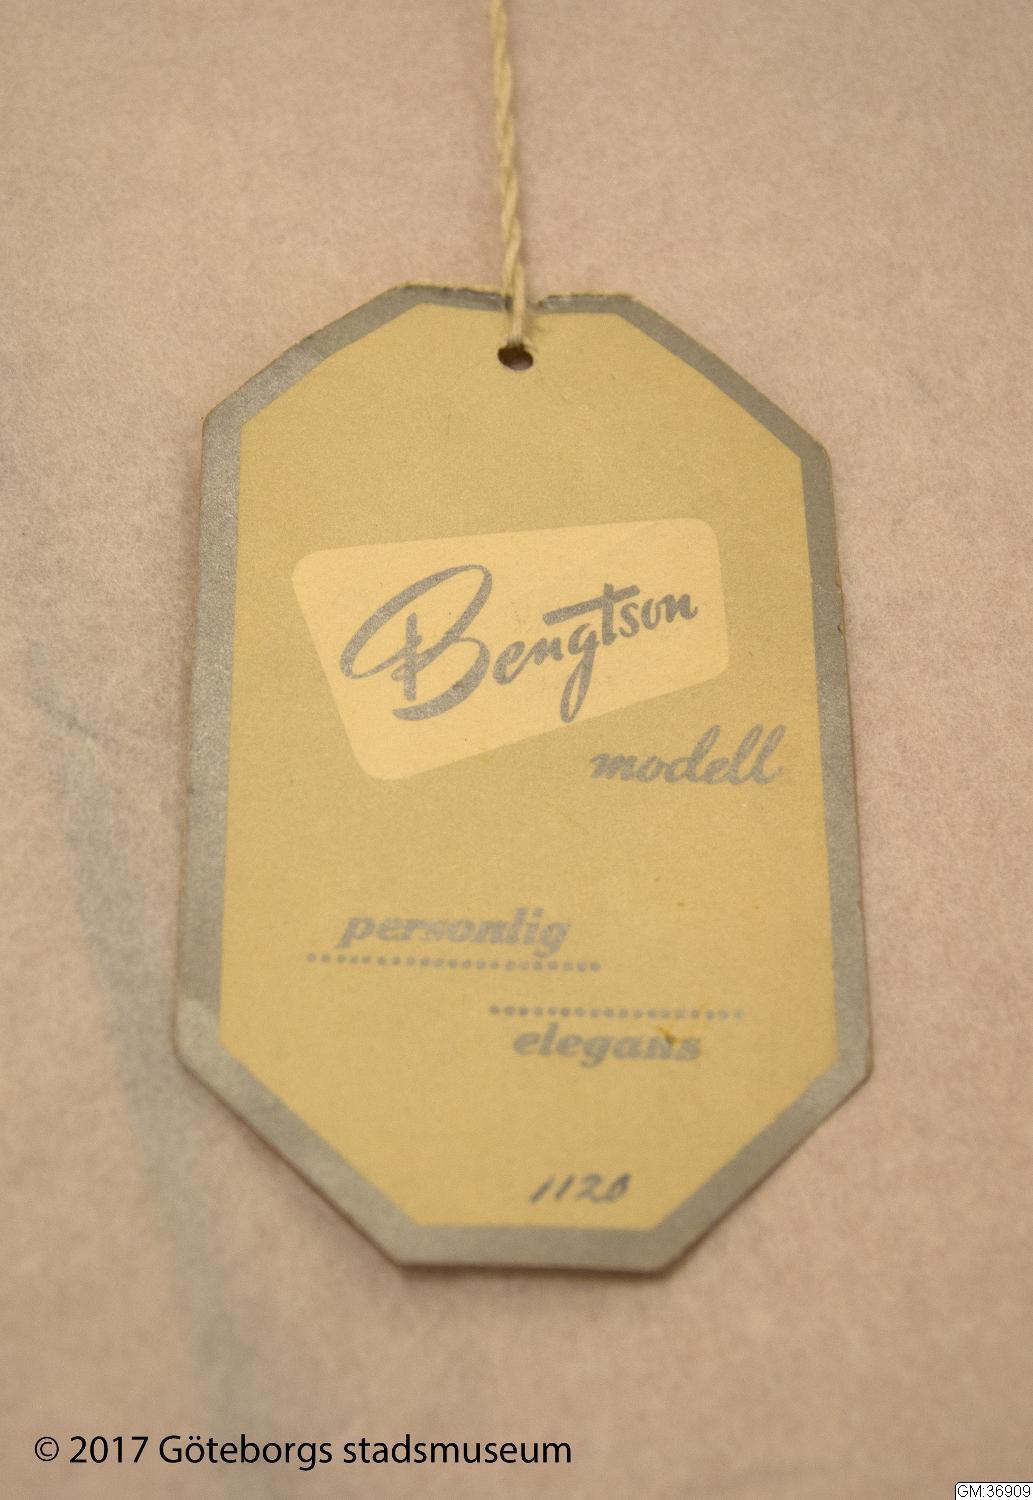 Bengtson
modell
personlig
elegans
1120
© 2017 Göteborgs stadsmuseum
GM:36909